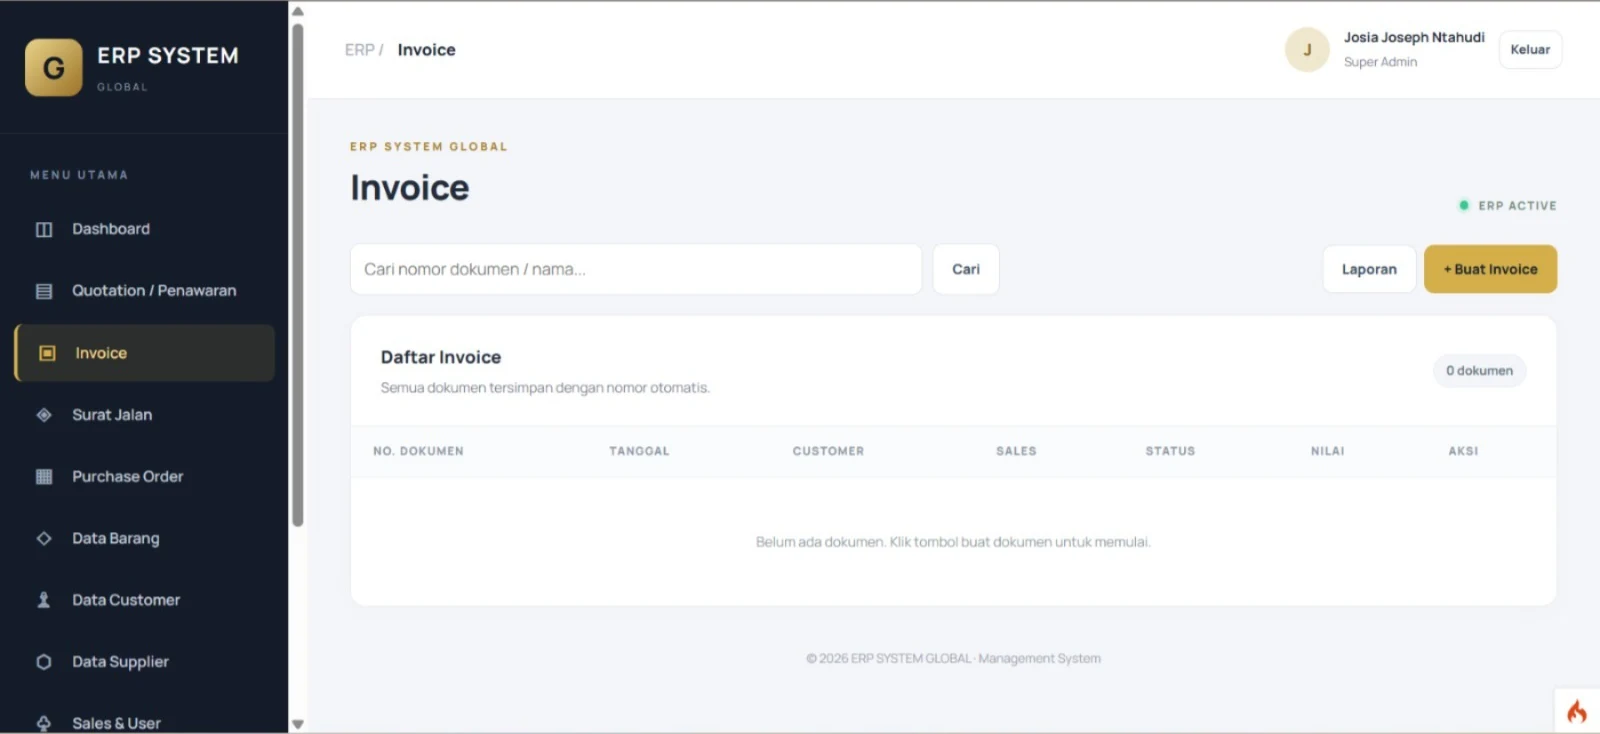 G
ERP SYSTEM
GLOBAL
MENU UTAMA
Dashboard
Quotation / Penawaran
Invoice
Surat Jalan
Purchase Order
Data Barang
Data Customer
Data Supplier
Sales & User
ERP / Invoice
J
Josia Joseph Ntahudi
Super Admin
Keluar
ERP SYSTEM GLOBAL
Invoice
ERP ACTIVE
Cari nomor dokumen / nama...
Cari
Laporan
+ Buat Invoice
Daftar Invoice
Semua dokumen tersimpan dengan nomor otomatis.
0 dokumen
NO. DOKUMEN TANGGAL CUSTOMER SALES STATUS NILAI AKSI
Belum ada dokumen. Klik tombol buat dokumen untuk memulai.
© 2026 ERP SYSTEM GLOBAL · Management System